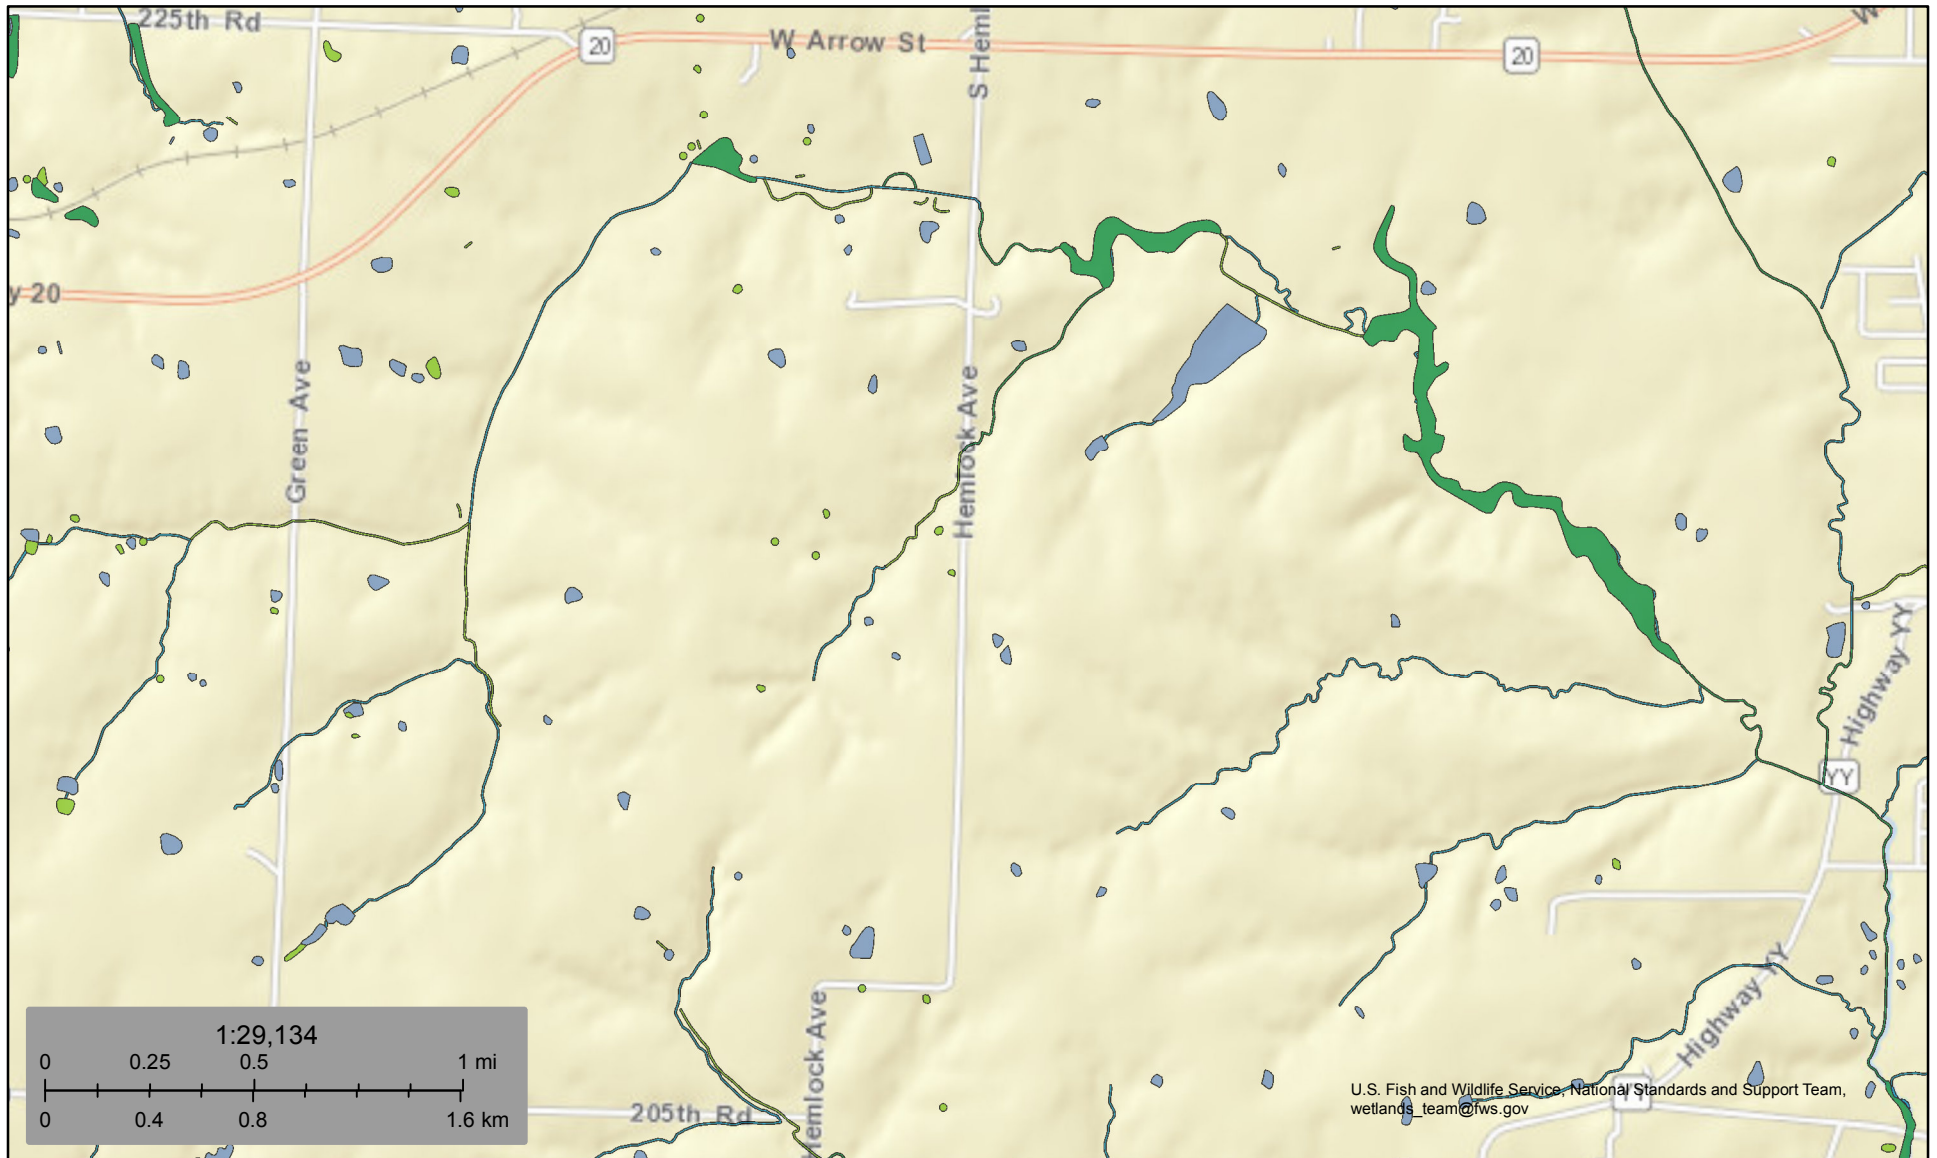 225th Rd
20
W Arrow St
S Heml
20
W
y 20
Green Ave
Hemlock Ave
Highway YY
YY
Highway YY
Hemlock Ave
205th Rd
1:29,134
0 0.25 0.5 1 mi
0 0.4 0.8 1.6 km
U.S. Fish and Wildlife Service, National Standards and Support Team,
wetlands_team@fws.gov